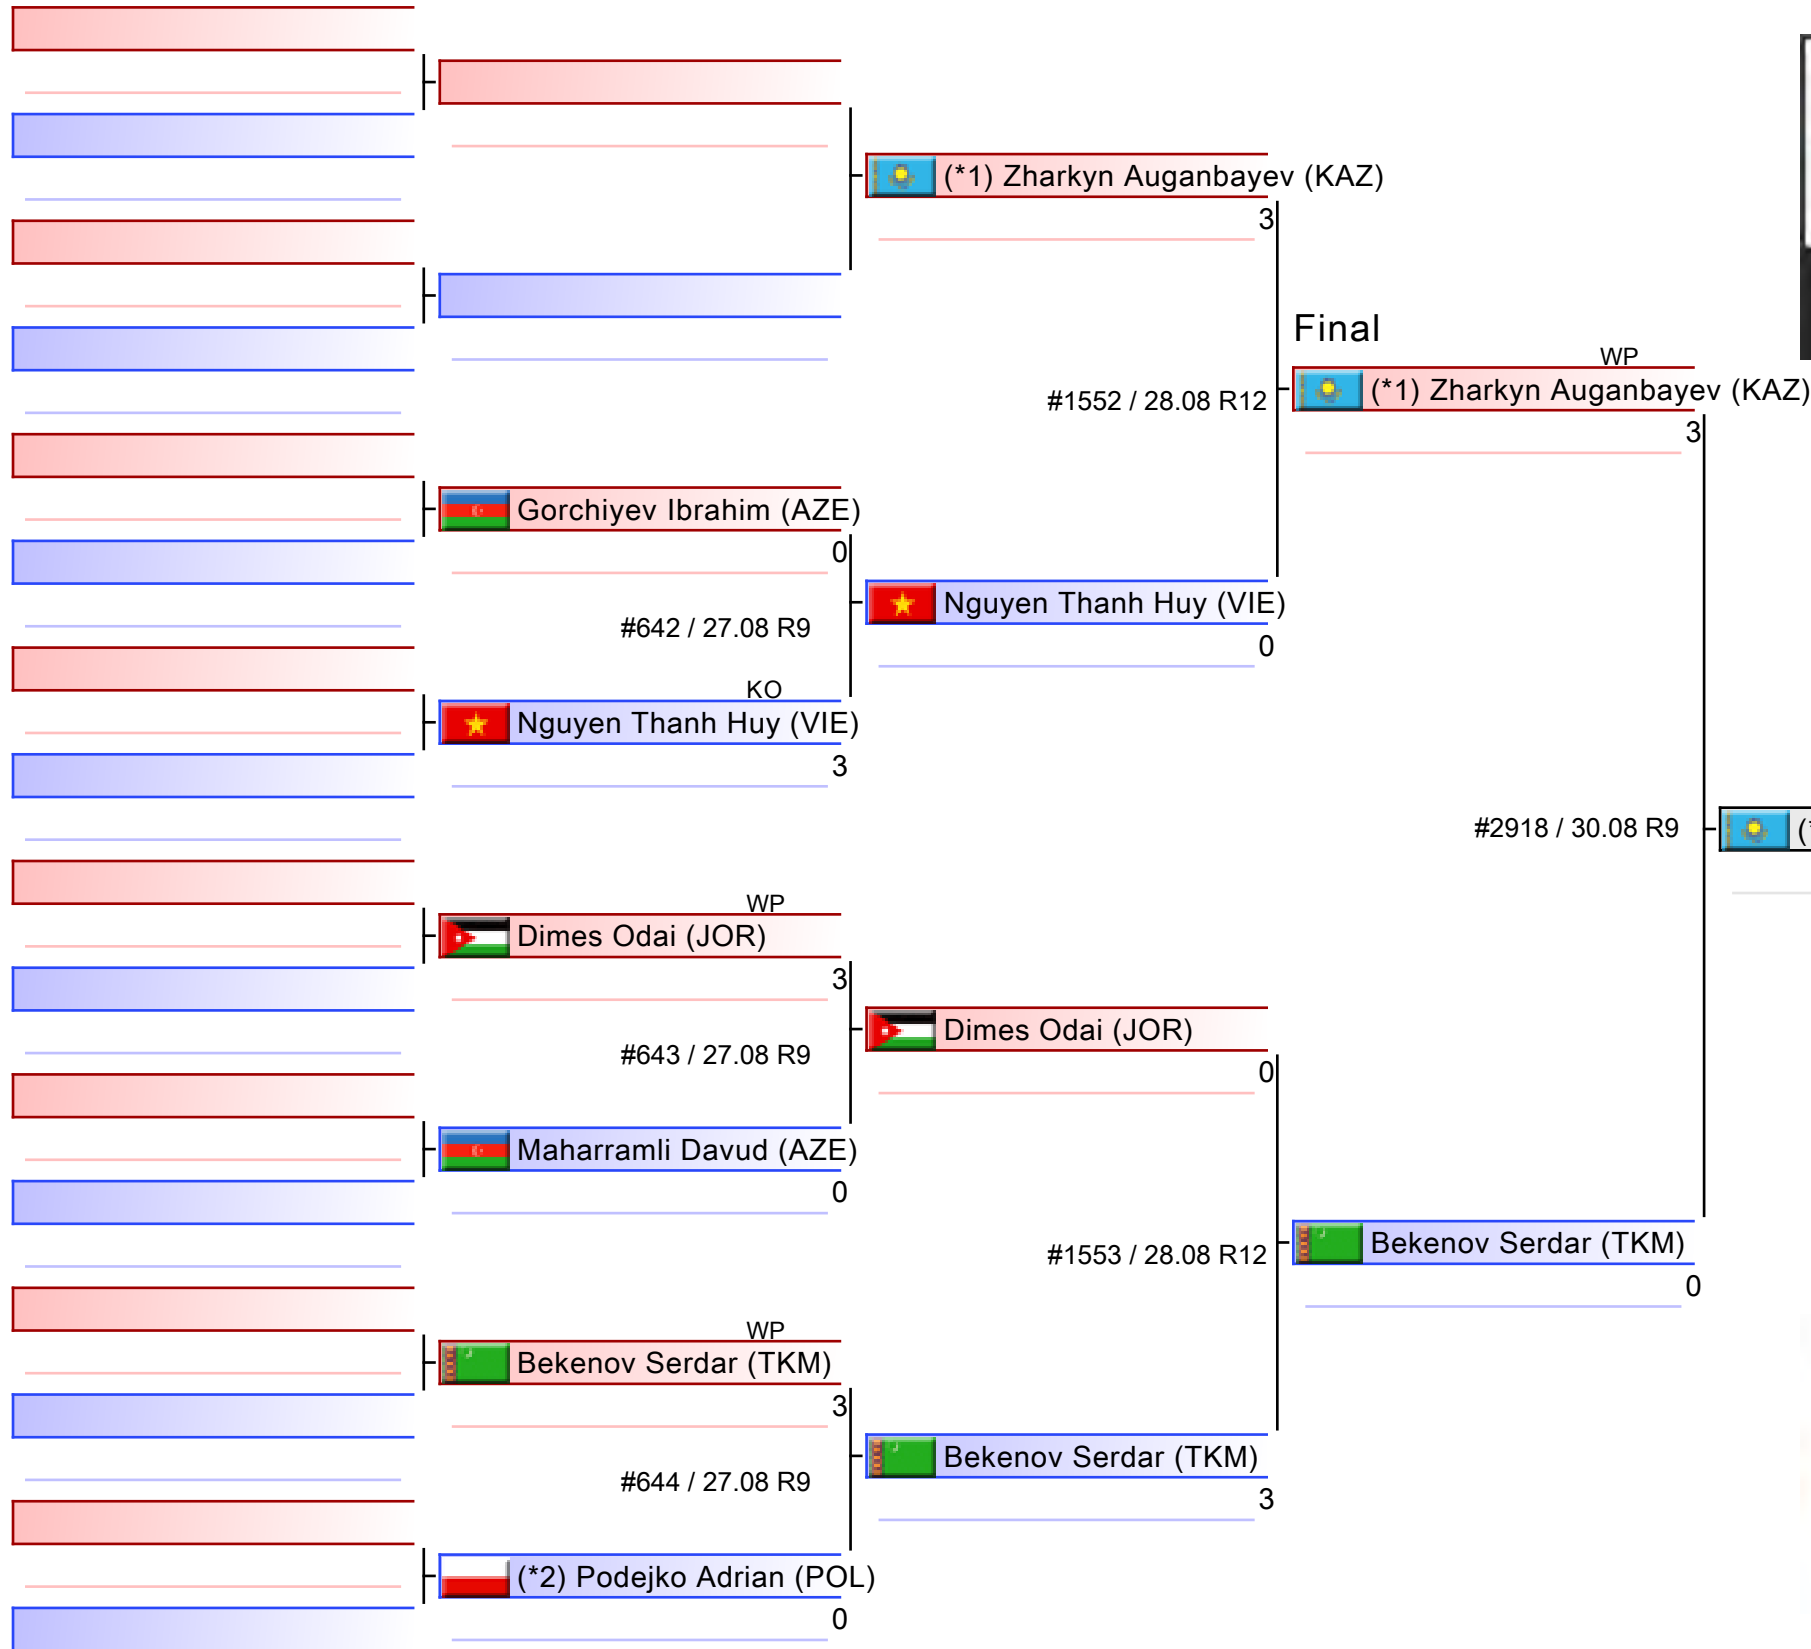 (*1) Zharkyn Auganbayev (KAZ)
3
Final
WP
#1552 / 28.08 R12
(*1) Zharkyn Auganbayev (KAZ)
3
Gorchiyev Ibrahim (AZE)
0
Nguyen Thanh Huy (VIE)
#642 / 27.08 R9
0
KO
Nguyen Thanh Huy (VIE)
3
#2918 / 30.08 R9
(*
WP
Dimes Odai (JOR)
3
Dimes Odai (JOR)
#643 / 27.08 R9
0
Maharramli Davud (AZE)
0
#1553 / 28.08 R12
Bekenov Serdar (TKM)
0
WP
Bekenov Serdar (TKM)
3
Bekenov Serdar (TKM)
#644 / 27.08 R9
3
(*2) Podejko Adrian (POL)
0